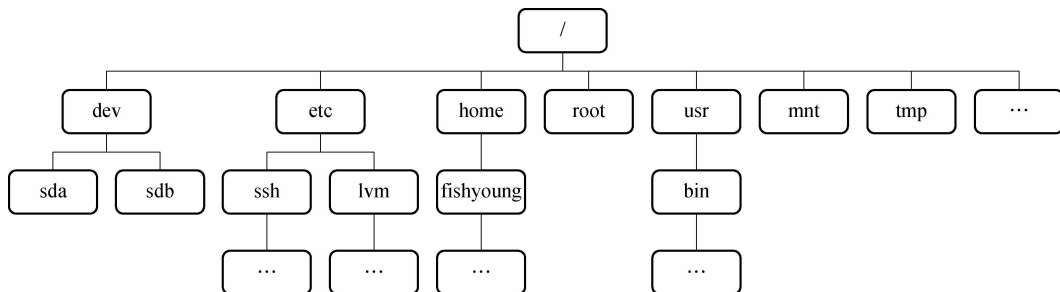 /
dev etc home root usr mnt tmp …
sda sdb ssh lvm fishyoung bin
… … … …